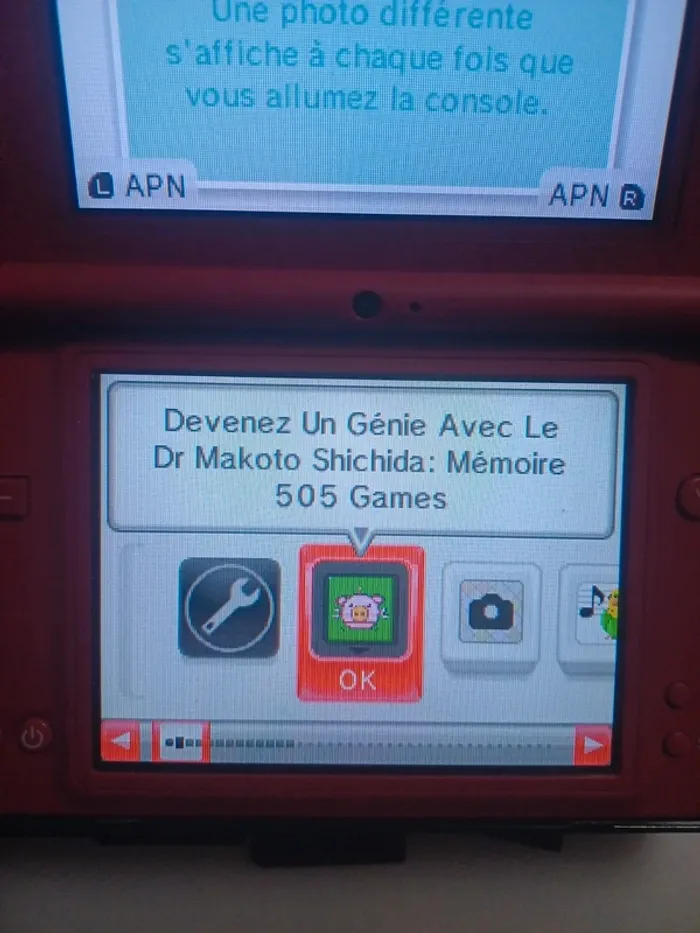 Une photo différente
s'affiche à chaque fois que
vous allumez la console.
L APN
APN R
Devenez Un Génie Avec Le
Dr Makoto Shichida: Mémoire
505 Games
OK